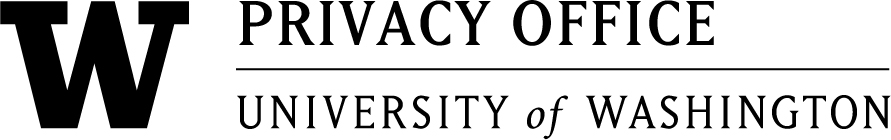 W
PRIVACY OFFICE
UNIVERSITY of WASHINGTON